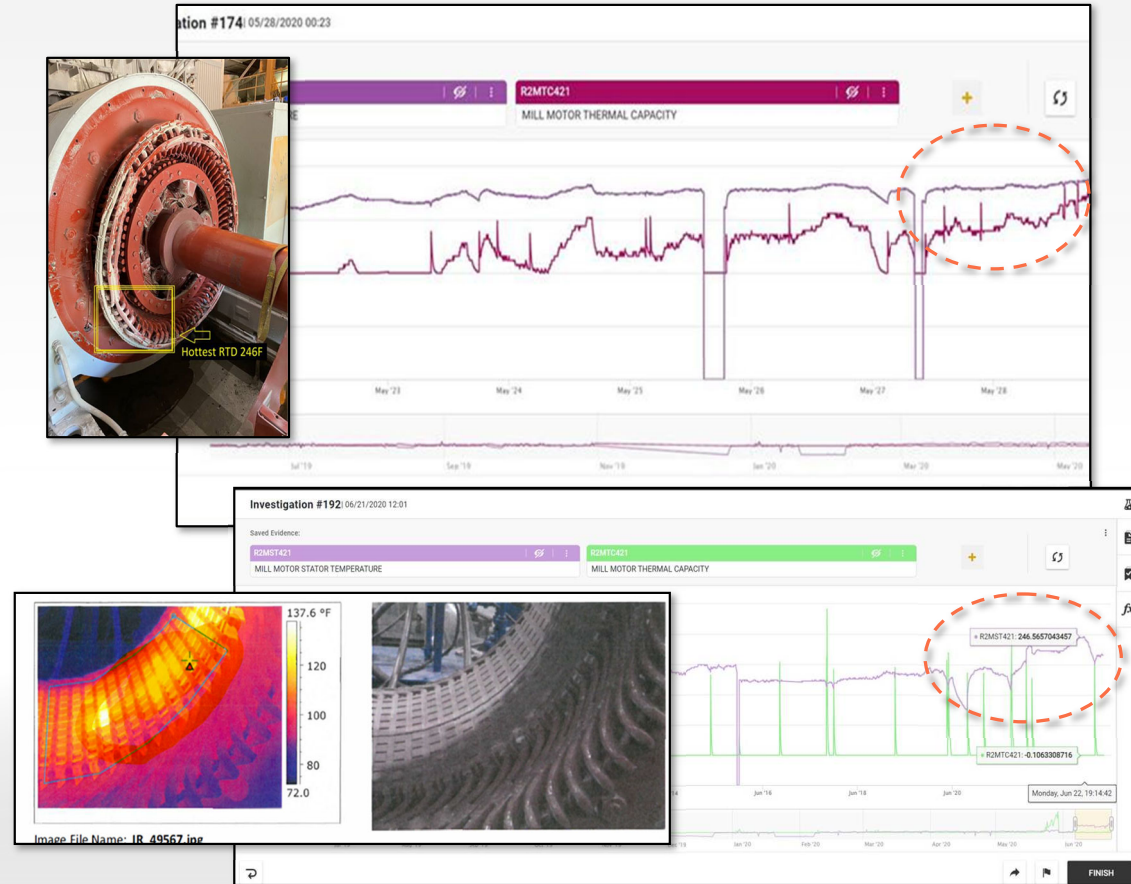 ation #174| 05/28/2020 00:23
R2MTC421
E
MILL MOTOR THERMAL CAPACITY
Hottest RTD 246F
May '23
May '24
May '25
May '26
May '27
May '28
Jul '19
Sep '19
Nov '19
Jan '20
Mar '20
May '20
Investigation #192| 06/21/2020 12:01
Saved Evidence:
R2MST421
R2MTC421
MILL MOTOR STATOR TEMPERATURE
MILL MOTOR THERMAL CAPACITY
fx
137.6 °F
120
100
80
72.0
Image File Name: IR_49567.jpg
R2MST421: 246.5657043457
R2MTC421: -0.1063308716
14
Jun '16
Jun '18
Jun '20
Monday, Jun 22, 19:14:42
Jan '20
Feb '20
Mar '20
Apr '20
May '20
Jun '20
FINISH